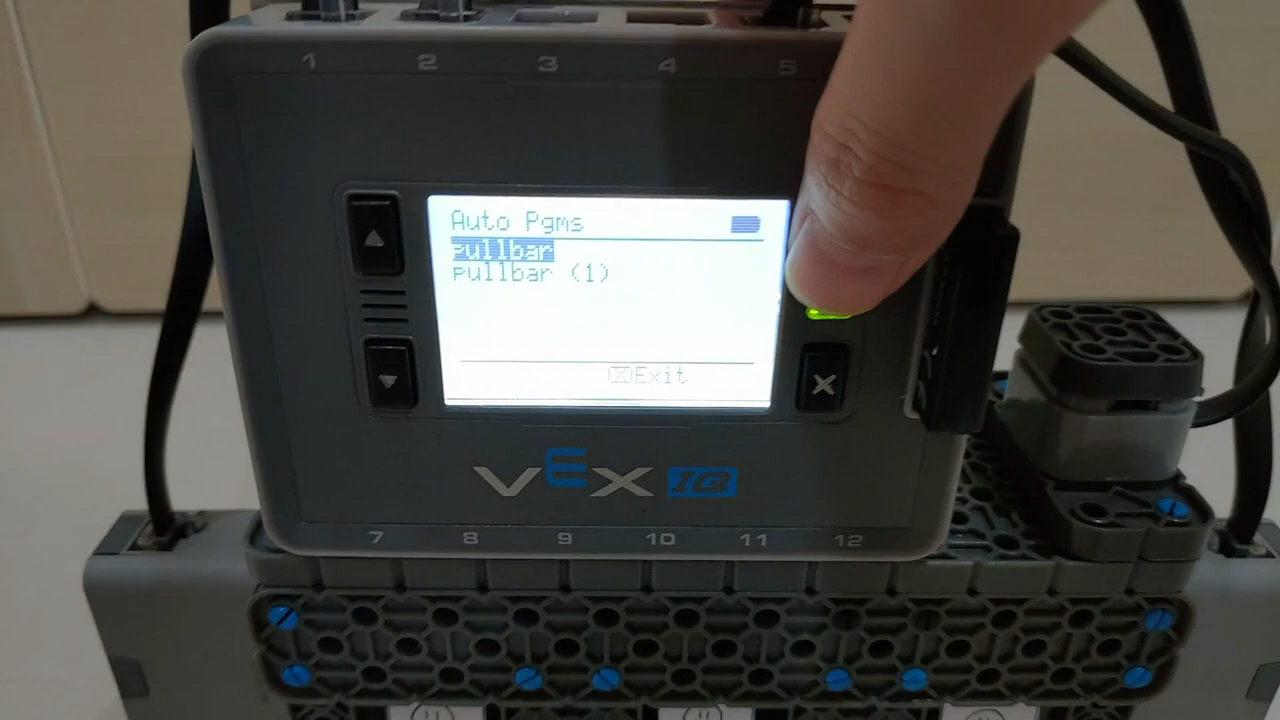 1 2 3 4 5
Auto Pgms
pullbar
pullbar (1)
(X)Exit
X
VEX IQ
7 8 9 10 11 12